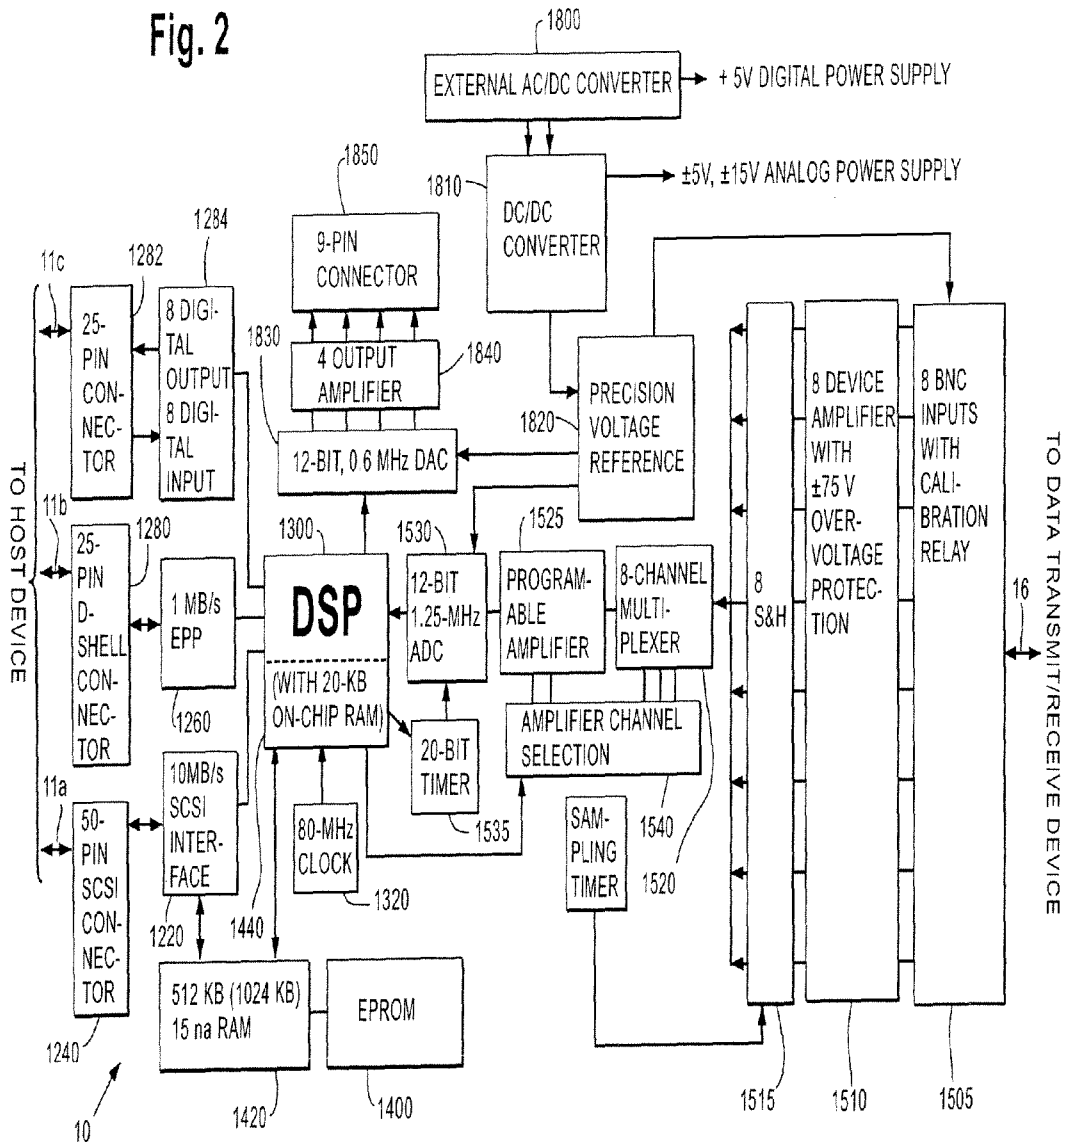 Fig. 2
1800
EXTERNAL AC/DC CONVERTER
+ 5V DIGITAL POWER SUPPLY
1850
1810
DC/DC
CONVERTER
±5V, ±15V ANALOG POWER SUPPLY
9-PIN
CONNECTOR
1284
1282
11c
25-
PIN
CON-
NEC-
TOR
8 DIGI-
TAL
OUTPUT
8 DIGI-
TAL
INPUT
1830
4 OUTPUT
AMPLIFIER
1840
12-BIT, 0.6 MHz DAC
1820
PRECISION
VOLTAGE
REFERENCE
8
S&H
8 DEVICE
AMPLIFIER
WITH
±75 V
OVER-
VOLTAGE
PROTEC-
TION
8 BNC
INPUTS
WITH
CALI-
BRATION
RELAY
TO HOST DEVICE
TO DATA TRANSMIT/RECEIVE DEVICE
16
11b
1280
25-
PIN
D-
SHELL
CON-
NEC-
TOR
1 MB/s
EPP
1260
1300
DSP
(WITH 20-KB
ON-CHIP RAM)
1530
12-BIT
1.25-MHz
ADC
1525
PROGRAM-
ABLE
AMPLIFIER
8-CHANNEL
MULTI-
PLEXER
AMPLIFIER CHANNEL
SELECTION
20-BIT
TIMER
1535
1540
1520
11a
50-
PIN
SCSI
CON-
NEC-
TOR
10MB/s
SCSI
INTER-
FACE
1220
1440
80-MHz
CLOCK
1320
SAM-
PLING
TIMER
512 KB (1024 KB)
15 na RAM
EPROM
1240
10
1420
1400
1515
1510
1505